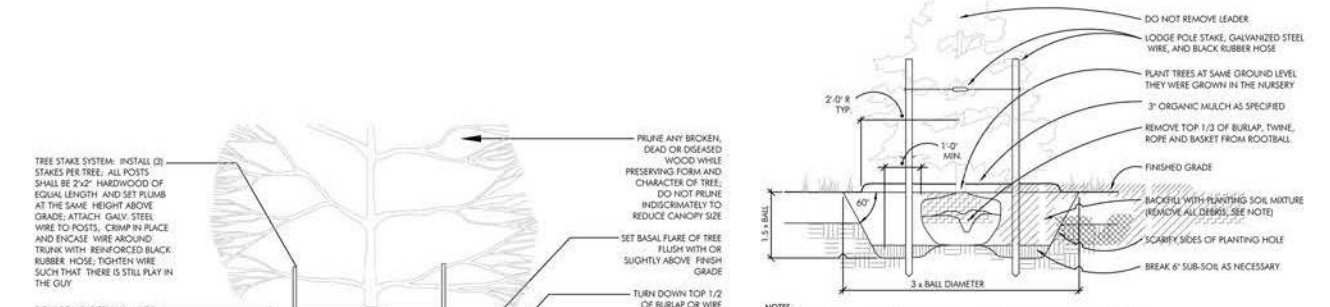 TREE STAKE SYSTEM: INSTALL (3)
STAKES PER TREE; ALL POSTS
SHALL BE 2'x2" HARDWOOD OF
EQUAL LENGTH AND SET PLUMB
AT THE SAME HEIGHT ABOVE
GRADE; ATTACH GALV. STEEL
WIRE TO POSTS, CRIMP IN PLACE
AND ENCASE WIRE AROUND
TRUNK WITH REINFORCED BLACK
RUBBER HOSE; TIGHTEN WIRE
SUCH THAT THERE IS STILL PLAY IN
THE GUY
PRUNE ANY BROKEN,
DEAD OR DISEASED
WOOD WHILE
PRESERVING FORM AND
CHARACTER OF TREE;
DO NOT PRUNE
INDISCRIMATELY TO
REDUCE CANOPY SIZE
SET BASAL FLARE OF TREE
FLUSH WITH OR
SLIGHTLY ABOVE FINISH
GRADE
TURN DOWN TOP 1/2
OF BURLAP OR WIRE
DO NOT REMOVE LEADER
LODGE POLE STAKE, GALVANIZED STEEL
WIRE, AND BLACK RUBBER HOSE
PLANT TREES AT SAME GROUND LEVEL
THEY WERE GROWN IN THE NURSERY
3" ORGANIC MULCH AS SPECIFIED
REMOVE TOP 1/3 OF BURLAP, TWINE,
ROPE AND BASKET FROM ROOTBALL
FINISHED GRADE
BACKFILL WITH PLANTING SOIL MIXTURE
(REMOVE ALL DEBRIS, SEE NOTE)
SCARIFY SIDES OF PLANTING HOLE
BREAK 6" SUB-SOIL AS NECESSARY
2'-0" R
TYP.
1'-0"
MIN.
60°
1.5 x BALL
3 x BALL DIAMETER
NOTES: